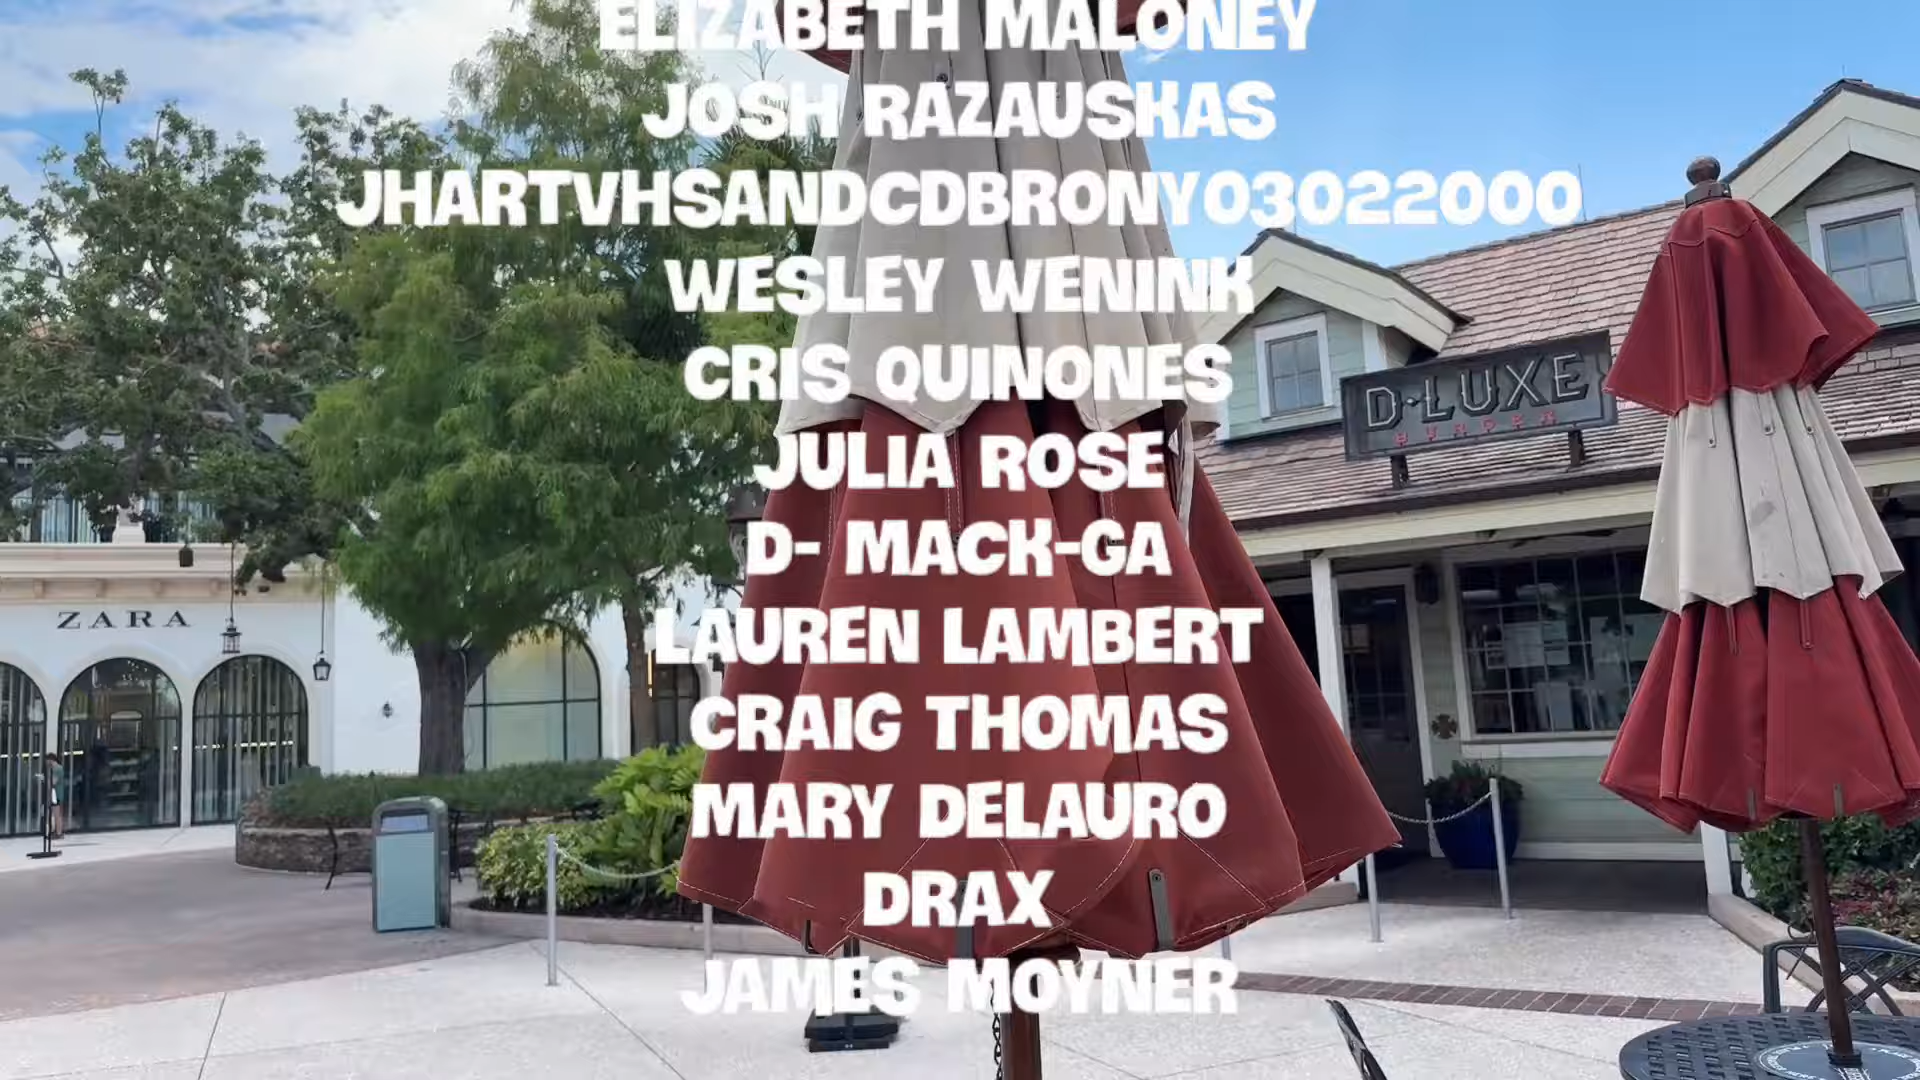 ELIZABETH MALONEY
JOSH RAZAUSKAS
JHARTVHSANDCDBRONY03022000
WESLEY WENINK
CRIS QUINONES
D·LUXE
BURGER
JULIA ROSE
D- MACK-GA
ZARA
LAUREN LAMBERT
CRAIG THOMAS
MARY DELAURO
DRAX
JAMES MOYNER